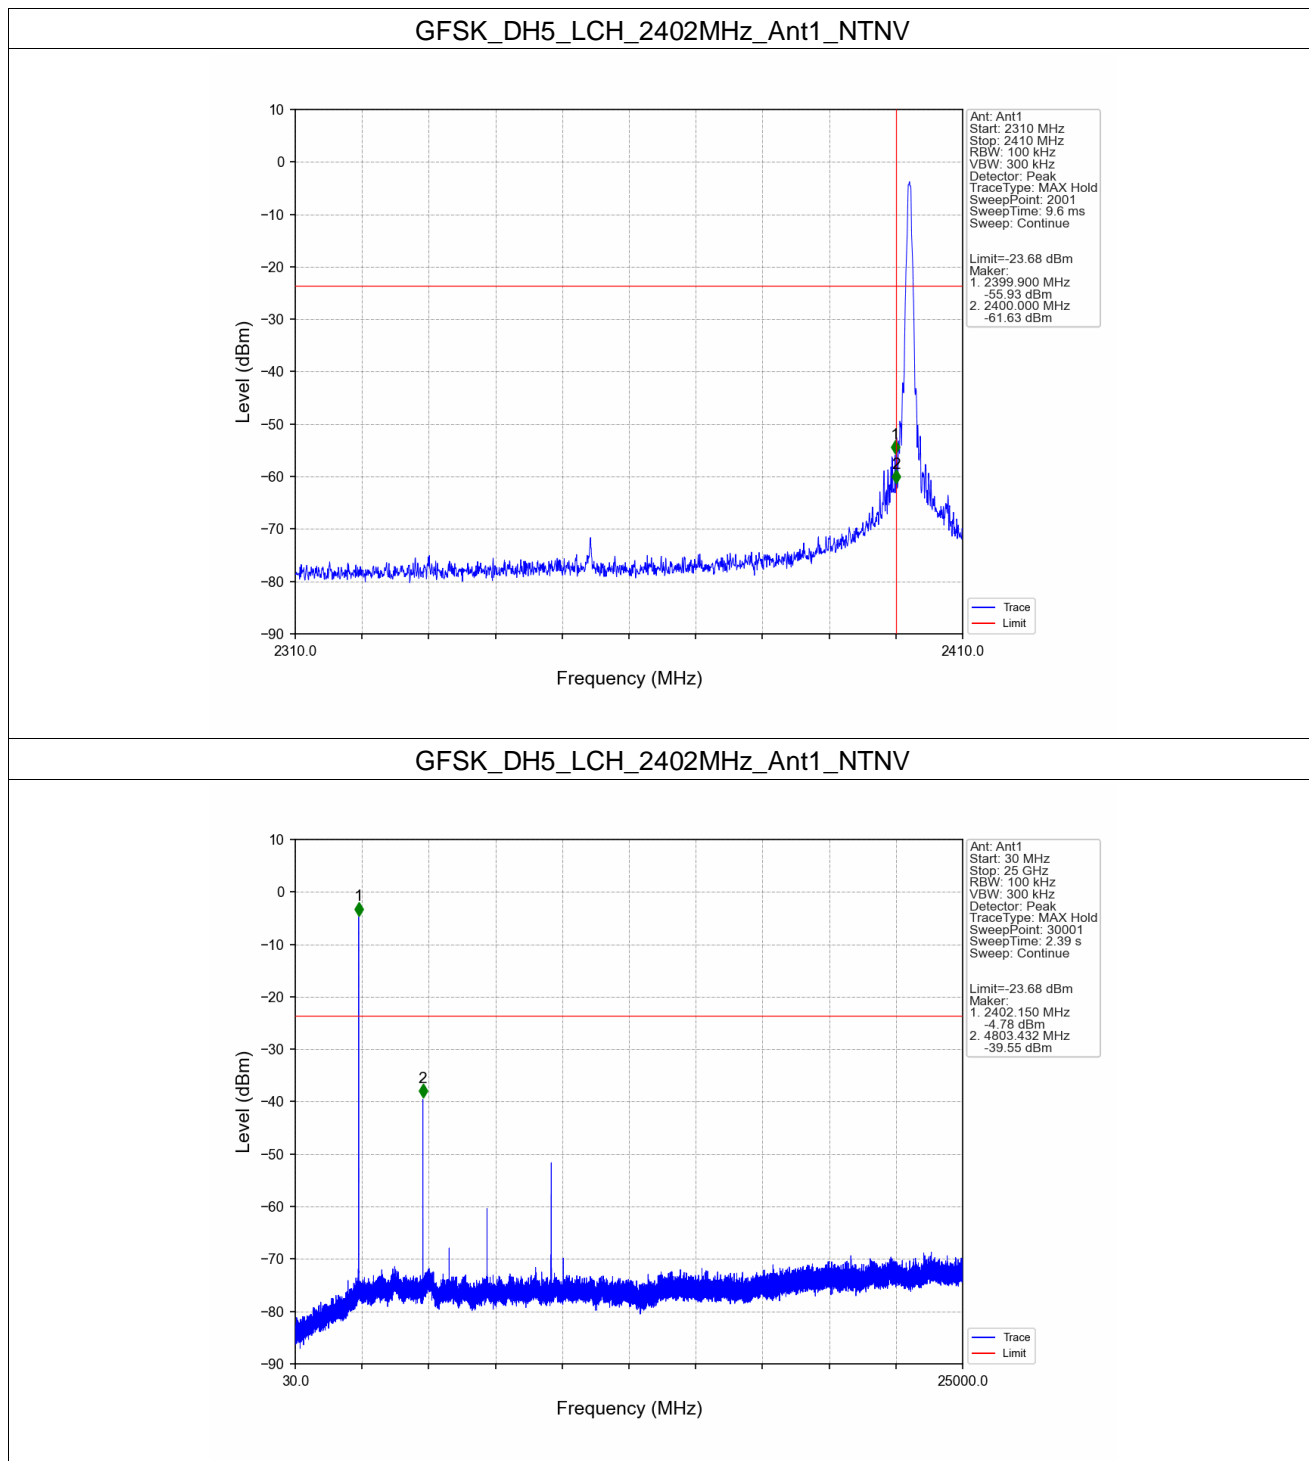 GFSK_DH5_LCH_2402MHz_Ant1_NTNV
10
0
−10
−20
−30
−40
−50
−60
−70
−80
−90
Level (dBm)
1
2
2310.0
2410.0
Frequency (MHz)
Ant: Ant1
Start: 2310 MHz
Stop: 2410 MHz
RBW: 100 kHz
VBW: 300 kHz
Detector: Peak
TraceType: MAX Hold
SweepPoint: 2001
SweepTime: 9.6 ms
Sweep: Continue
Limit=-23.68 dBm
Maker:
1. 2399.900 MHz
-55.93 dBm
2. 2400.000 MHz
-61.63 dBm
Trace
Limit
GFSK_DH5_LCH_2402MHz_Ant1_NTNV
10
0
−10
−20
−30
−40
−50
−60
−70
−80
−90
Level (dBm)
1
2
30.0
25000.0
Frequency (MHz)
Ant: Ant1
Start: 30 MHz
Stop: 25 GHz
RBW: 100 kHz
VBW: 300 kHz
Detector: Peak
TraceType: MAX Hold
SweepPoint: 30001
SweepTime: 2.39 s
Sweep: Continue
Limit=-23.68 dBm
Maker:
1. 2402.150 MHz
-4.78 dBm
2. 4803.432 MHz
-39.55 dBm
Trace
Limit